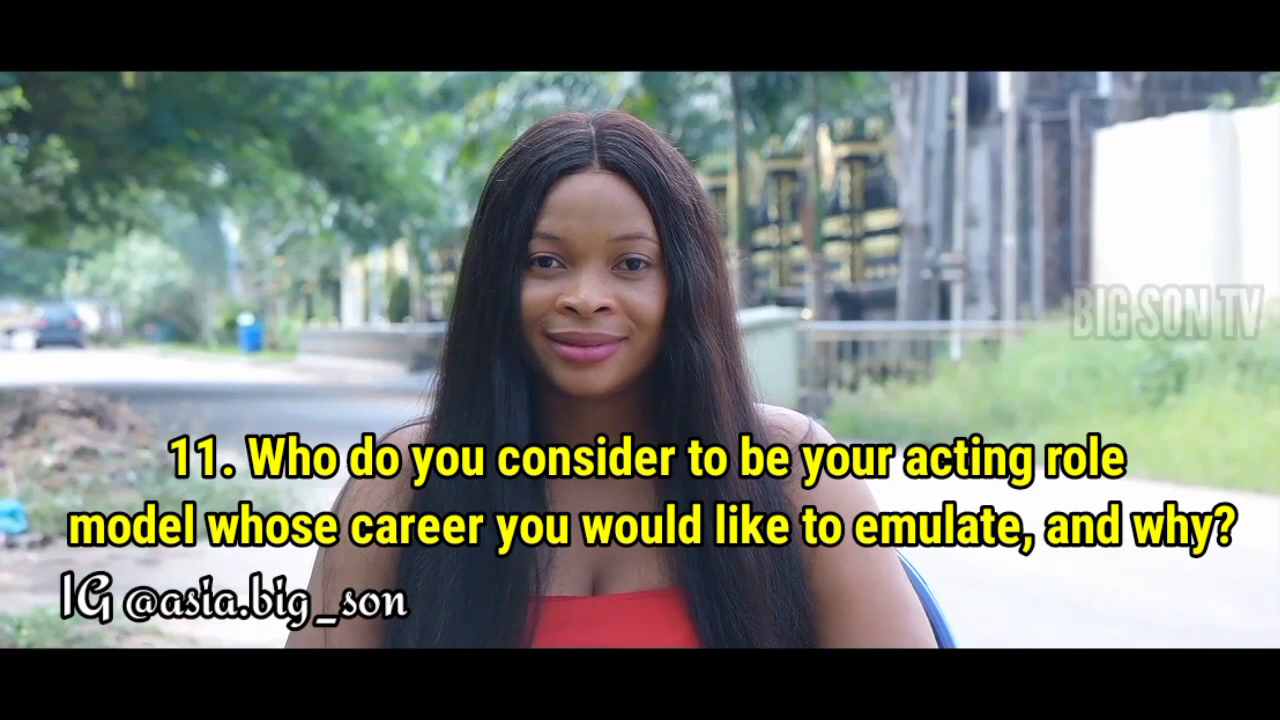 BIG SON TV
11. Who do you consider to be your acting role
model whose career you would like to emulate, and why?
IG @asia.big_son